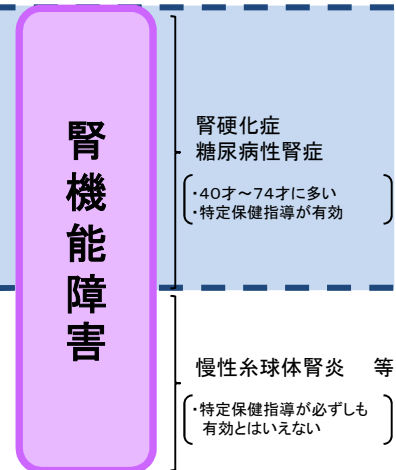 腎機能障害
腎硬化症
糖尿病性腎症
・40才～74才に多い
・特定保健指導が有効
慢性糸球体腎炎　等
・特定保健指導が必ずしも
有効とはいえない